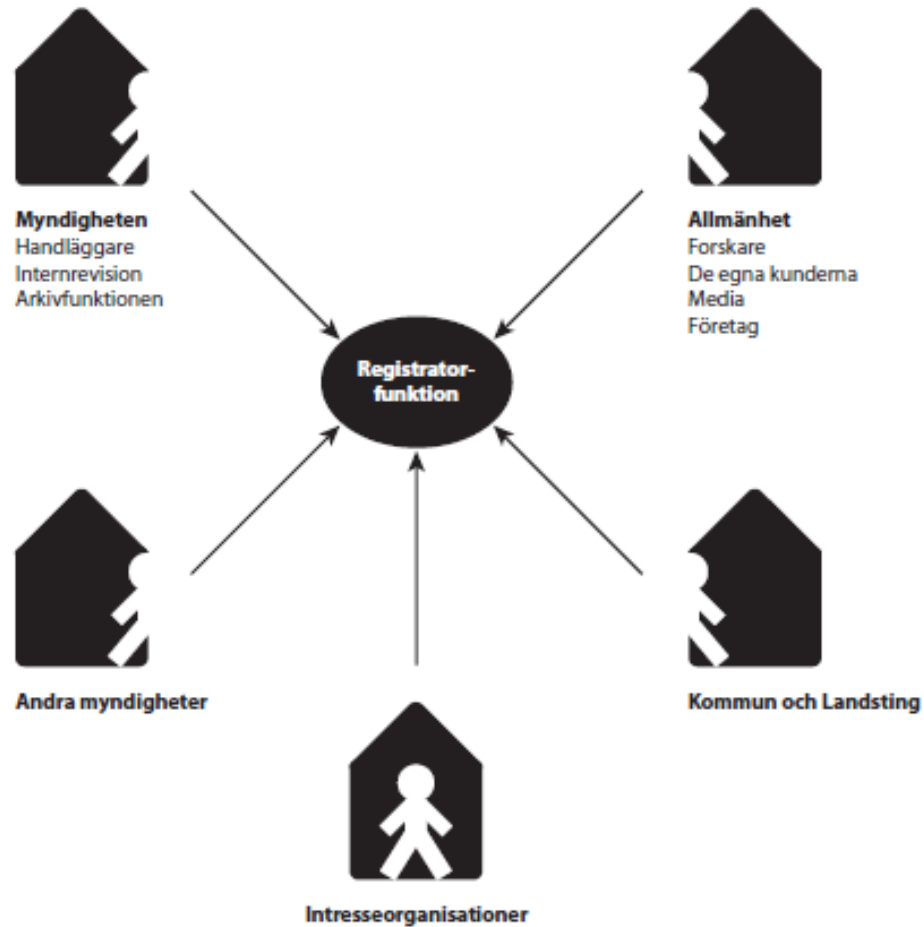 Myndigheten
Handläggare
Internrevision
Arkivfunktionen
Allmänhet
Forskare
De egna kunderna
Media
Företag
Registrator-
funktion
Andra myndigheter
Kommun och Landsting
Intresseorganisationer